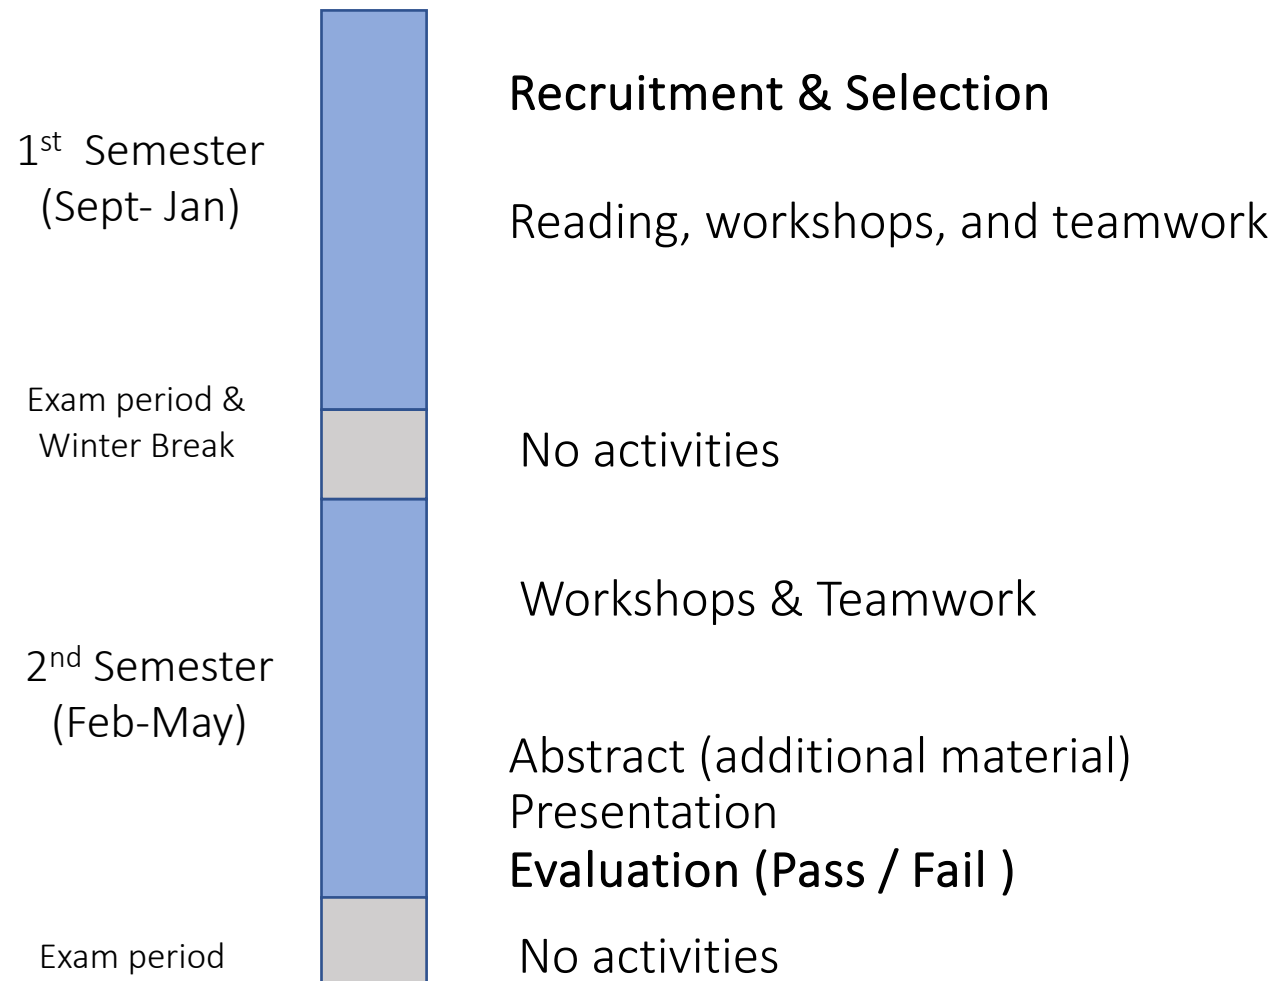 Recruitment & Selection
1st Semester
(Sept- Jan)
Reading, workshops, and teamwork
Exam period &
Winter Break
No activities
Workshops & Teamwork
2nd Semester
(Feb-May)
Abstract (additional material)
Presentation
Evaluation (Pass / Fail )
Exam period
No activities